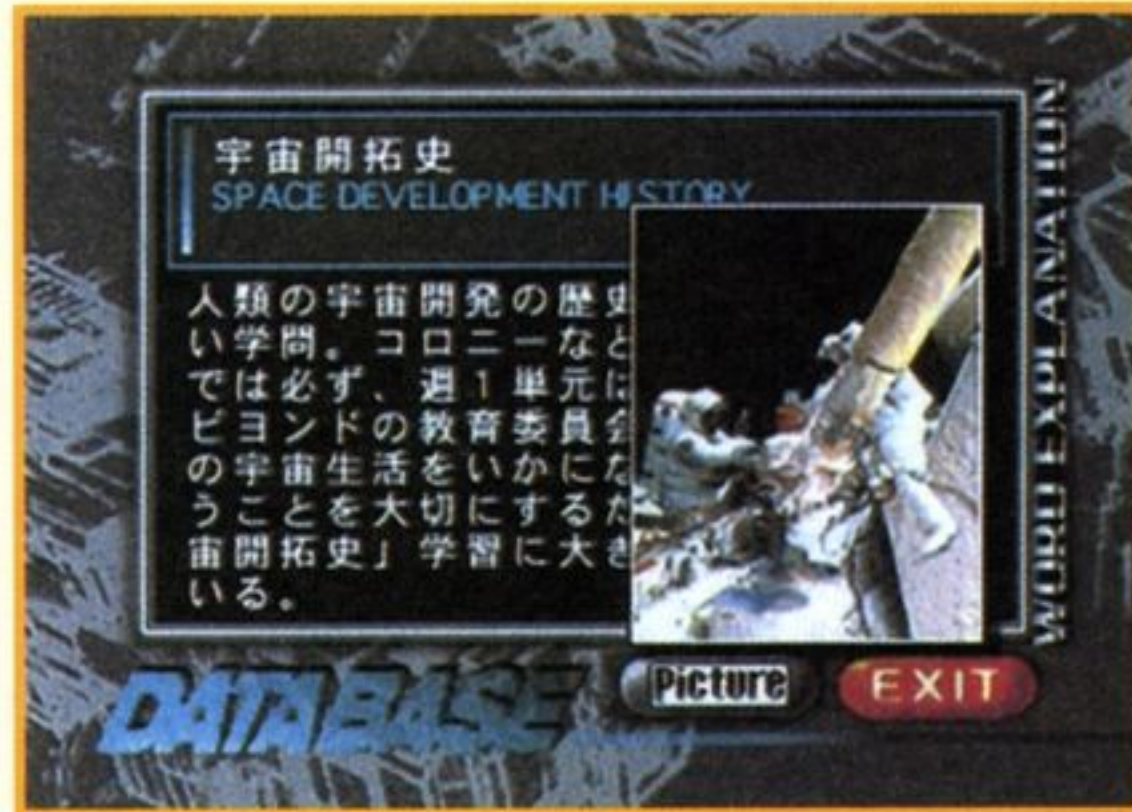 宇宙開拓史
SPACE DEVELOPMENT HISTORY
人類の宇宙開発の歴史
い学問。コロニーなど
では必ず、週1単元は
ビヨンドの教育委員会
の宇宙生活をいかにた
うことを大切にするた
宙開拓史」学習に大き
いる。
WORD EXPLANATION
DATABASE
Picture
EXIT